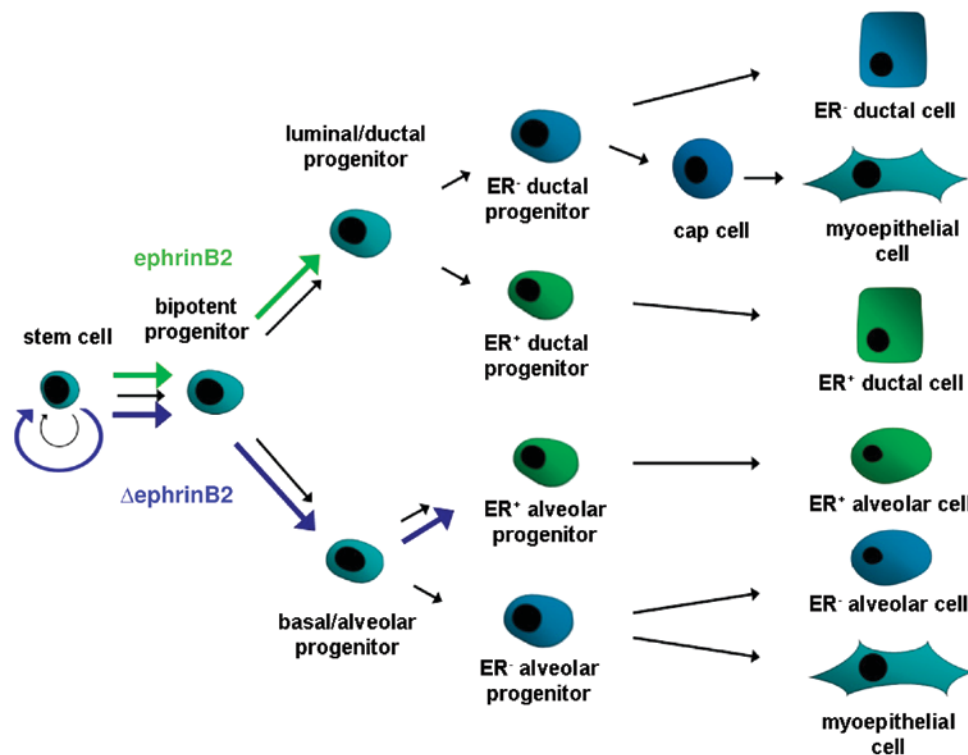 ER⁻ ductal cell
luminal/ductal
progenitor
ER⁻ ductal
progenitor
cap cell
myoepithelial
cell
ephrinB2
bipotent
progenitor
stem cell
ER⁺ ductal
progenitor
ER⁺ ductal cell
ΔephrinB2
ER⁺ alveolar
progenitor
ER⁺ alveolar cell
basal/alveolar
progenitor
ER⁻ alveolar
progenitor
ER⁻ alveolar cell
myoepithelial
cell